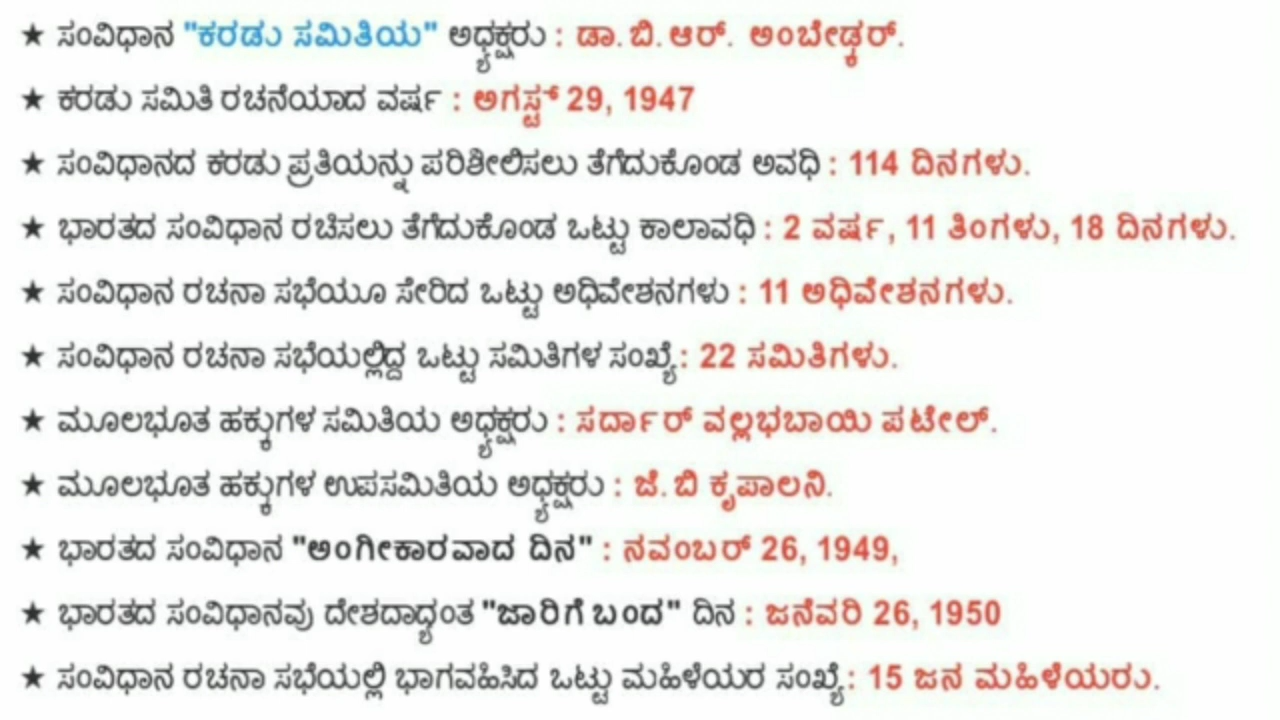 ★ ಸಂವಿಧಾನ "ಕರಡು ಸಮಿತಿಯ" ಅಧ್ಯಕ್ಷರು : ಡಾ. ಬಿ. ಆರ್. ಅಂಬೇಡ್ಕರ್.
★ ಕರಡು ಸಮಿತಿ ರಚನೆಯಾದ ವರ್ಷ : ಅಗಸ್ಟ್ 29, 1947
★ ಸಂವಿಧಾನದ ಕರಡು ಪ್ರತಿಯನ್ನು ಪರಿಶೀಲಿಸಲು ತೆಗೆದುಕೊಂಡ ಅವಧಿ : 114 ದಿನಗಳು.
★ ಭಾರತದ ಸಂವಿಧಾನ ರಚಿಸಲು ತೆಗೆದುಕೊಂಡ ಒಟ್ಟು ಕಾಲಾವಧಿ : 2 ವರ್ಷ, 11 ತಿಂಗಳು, 18 ದಿನಗಳು.
★ ಸಂವಿಧಾನ ರಚನಾ ಸಭೆಯೂ ಸೇರಿದ ಒಟ್ಟು ಅಧಿವೇಶನಗಳು : 11 ಅಧಿವೇಶನಗಳು.
★ ಸಂವಿಧಾನ ರಚನಾ ಸಭೆಯಲ್ಲಿದ್ದ ಒಟ್ಟು ಸಮಿತಿಗಳ ಸಂಖ್ಯೆ : 22 ಸಮಿತಿಗಳು.
★ ಮೂಲಭೂತ ಹಕ್ಕುಗಳ ಸಮಿತಿಯ ಅಧ್ಯಕ್ಷರು : ಸರ್ದಾರ್ ವಲ್ಲಭಬಾಯಿ ಪಟೇಲ್.
★ ಮೂಲಭೂತ ಹಕ್ಕುಗಳ ಉಪಸಮಿತಿಯ ಅಧ್ಯಕ್ಷರು : ಜೆ. ಬಿ ಕೃಪಾಲನಿ.
★ ಭಾರತದ ಸಂವಿಧಾನ "ಅಂಗೀಕಾರವಾದ ದಿನ" : ನವಂಬರ್ 26, 1949,
★ ಭಾರತದ ಸಂವಿಧಾನವು ದೇಶದಾದ್ಯಂತ "ಜಾರಿಗೆ ಬಂದ" ದಿನ : ಜನೆವರಿ 26, 1950
★ ಸಂವಿಧಾನ ರಚನಾ ಸಭೆಯಲ್ಲಿ ಭಾಗವಹಿಸಿದ ಒಟ್ಟು ಮಹಿಳೆಯರ ಸಂಖ್ಯೆ : 15 ಜನ ಮಹಿಳೆಯರು.